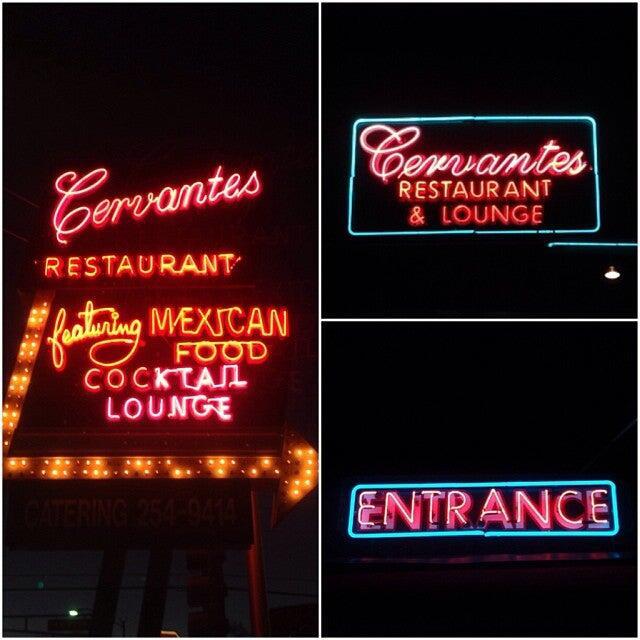 Cervantes
RESTAURANT
featuring MEXICAN
FOOD
COCKTAIL
LOUNGE
CATERING 254-9414
Cervantes
RESTAURANT
& LOUNGE
ENTRANCE